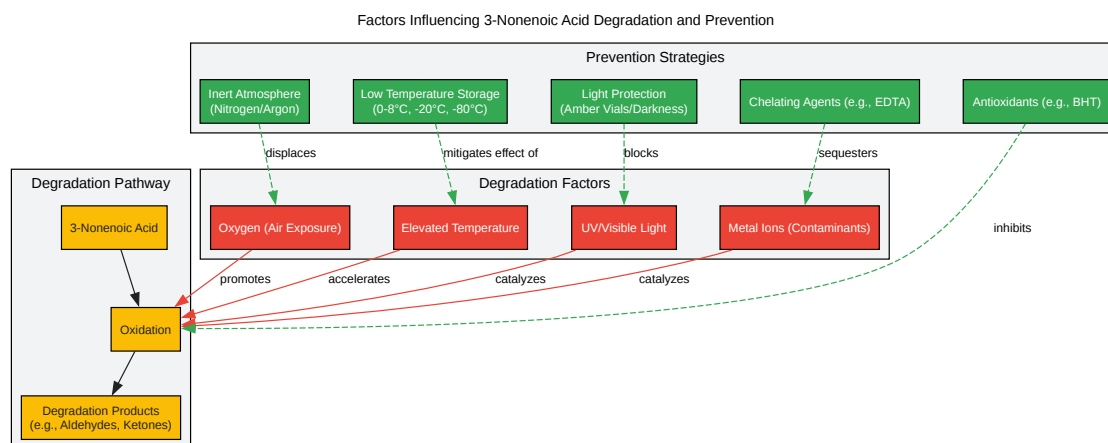 Factors Influencing 3-Nonenoic Acid Degradation and Prevention
Prevention Strategies
Inert Atmosphere
(Nitrogen/Argon)
Low Temperature Storage
(0-8°C, -20°C, -80°C)
Light Protection
(Amber Vials/Darkness)
Chelating Agents (e.g., EDTA)
Antioxidants (e.g., BHT)
displaces
mitigates effect of
blocks
sequesters
Degradation Pathway
Degradation Factors
3-Nonenoic Acid
Oxygen (Air Exposure)
Elevated Temperature
UV/Visible Light
Metal Ions (Contaminants)
inhibits
promotes
accelerates
catalyzes
catalyzes
Oxidation
Degradation Products
(e.g., Aldehydes, Ketones)